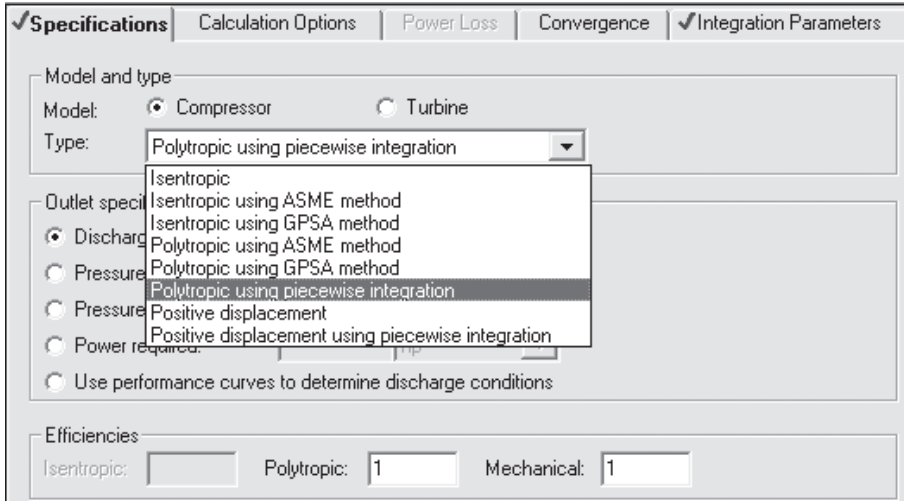 Specifications Calculation Options Power Loss Convergence Integration Parameters
Model and type
Model: Compressor Turbine
Type: Polytropic using piecewise integration
Isentropic
Isentropic using ASME method
Isentropic using GPSA method
Polytropic using ASME method
Polytropic using GPSA method
Polytropic using piecewise integration
Positive displacement
Positive displacement using piecewise integration
Outlet specif
Discharg
Pressure
Pressure
Power required:
Use performance curves to determine discharge conditions
Efficiencies
Isentropic: Polytropic: 1 Mechanical: 1